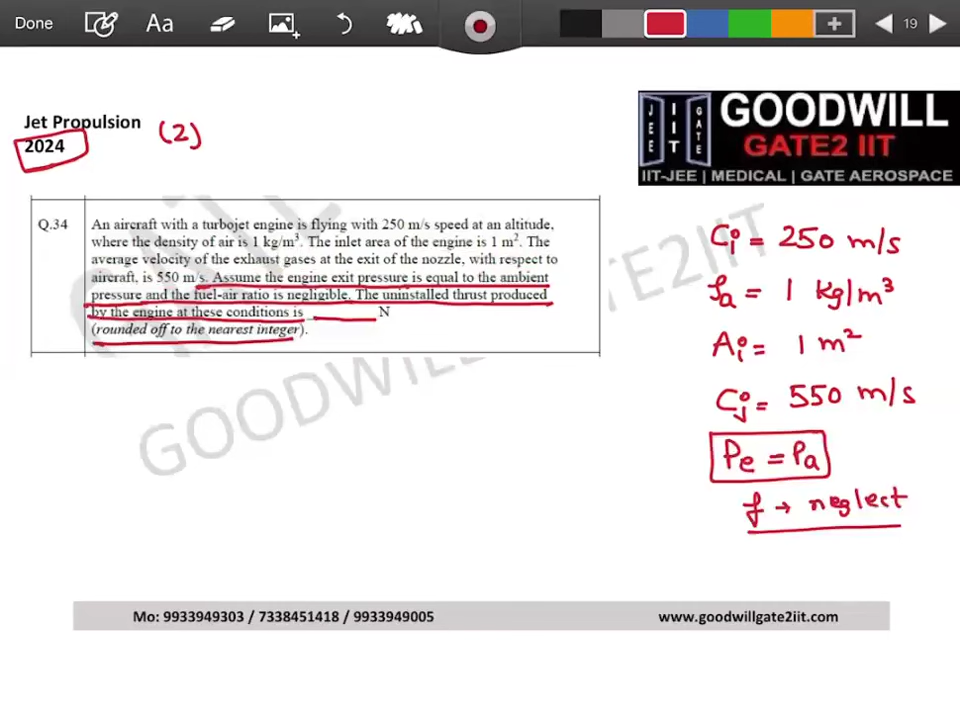 Done
Aa
19
Jet Propulsion
2024
(2)
GOODWILL
GATE2 IIT
JEE IIT GATE
IIT-JEE | MEDICAL | GATE AEROSPACE
Q.34
An aircraft with a turbojet engine is flying with 250 m/s speed at an altitude,
where the density of air is 1 kg/m³. The inlet area of the engine is 1 m². The
average velocity of the exhaust gases at the exit of the nozzle, with respect to
aircraft, is 550 m/s. Assume the engine exit pressure is equal to the ambient
pressure and the fuel-air ratio is negligible. The uninstalled thrust produced
by the engine at these conditions is ________ N
(rounded off to the nearest integer).
Ci = 250 m/s
ρa = 1 kg/m³
Ai = 1 m²
Cj = 550 m/s
Pe = Pa
f → neglect
GOODWILL GATE2IIT
Mo: 9933949303 / 7338451418 / 9933949005
www.goodwillgate2iit.com